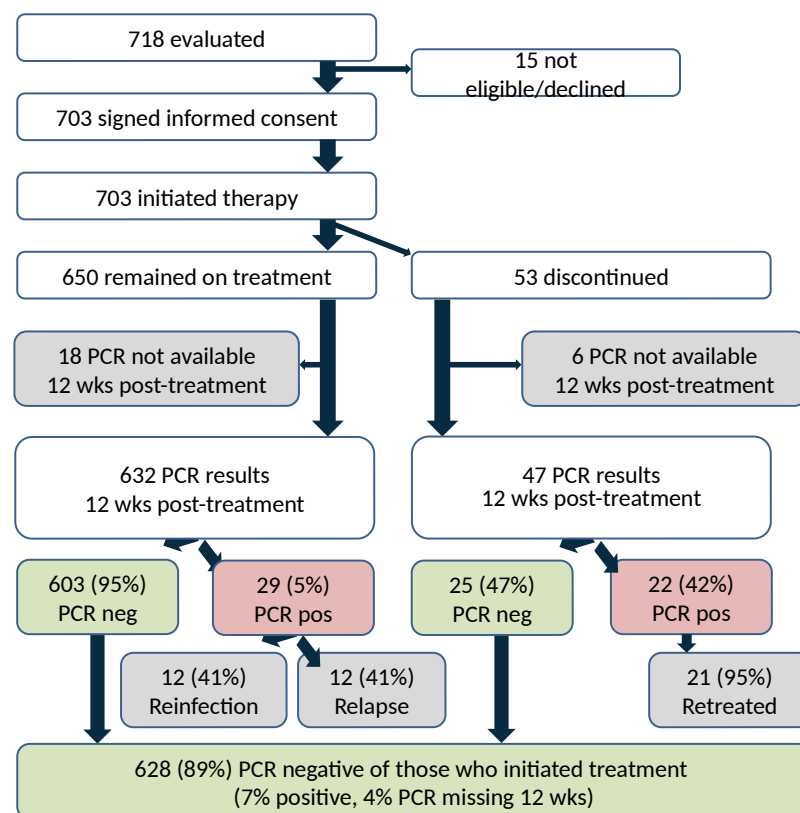 718 evaluated
15 not
eligible/declined
703 signed informed consent
703 initiated therapy
650 remained on treatment
53 discontinued
18 PCR not available
12 wks post-treatment
6 PCR not available
12 wks post-treatment
632 PCR results
12 wks post-treatment
47 PCR results
12 wks post-treatment
603 (95%)
PCR neg
29 (5%)
PCR pos
25 (47%)
PCR neg
22 (42%)
PCR pos
12 (41%)
Reinfection
12 (41%)
Relapse
21 (95%)
Retreated
628 (89%) PCR negative of those who initiated treatment
(7% positive, 4% PCR missing 12 wks)